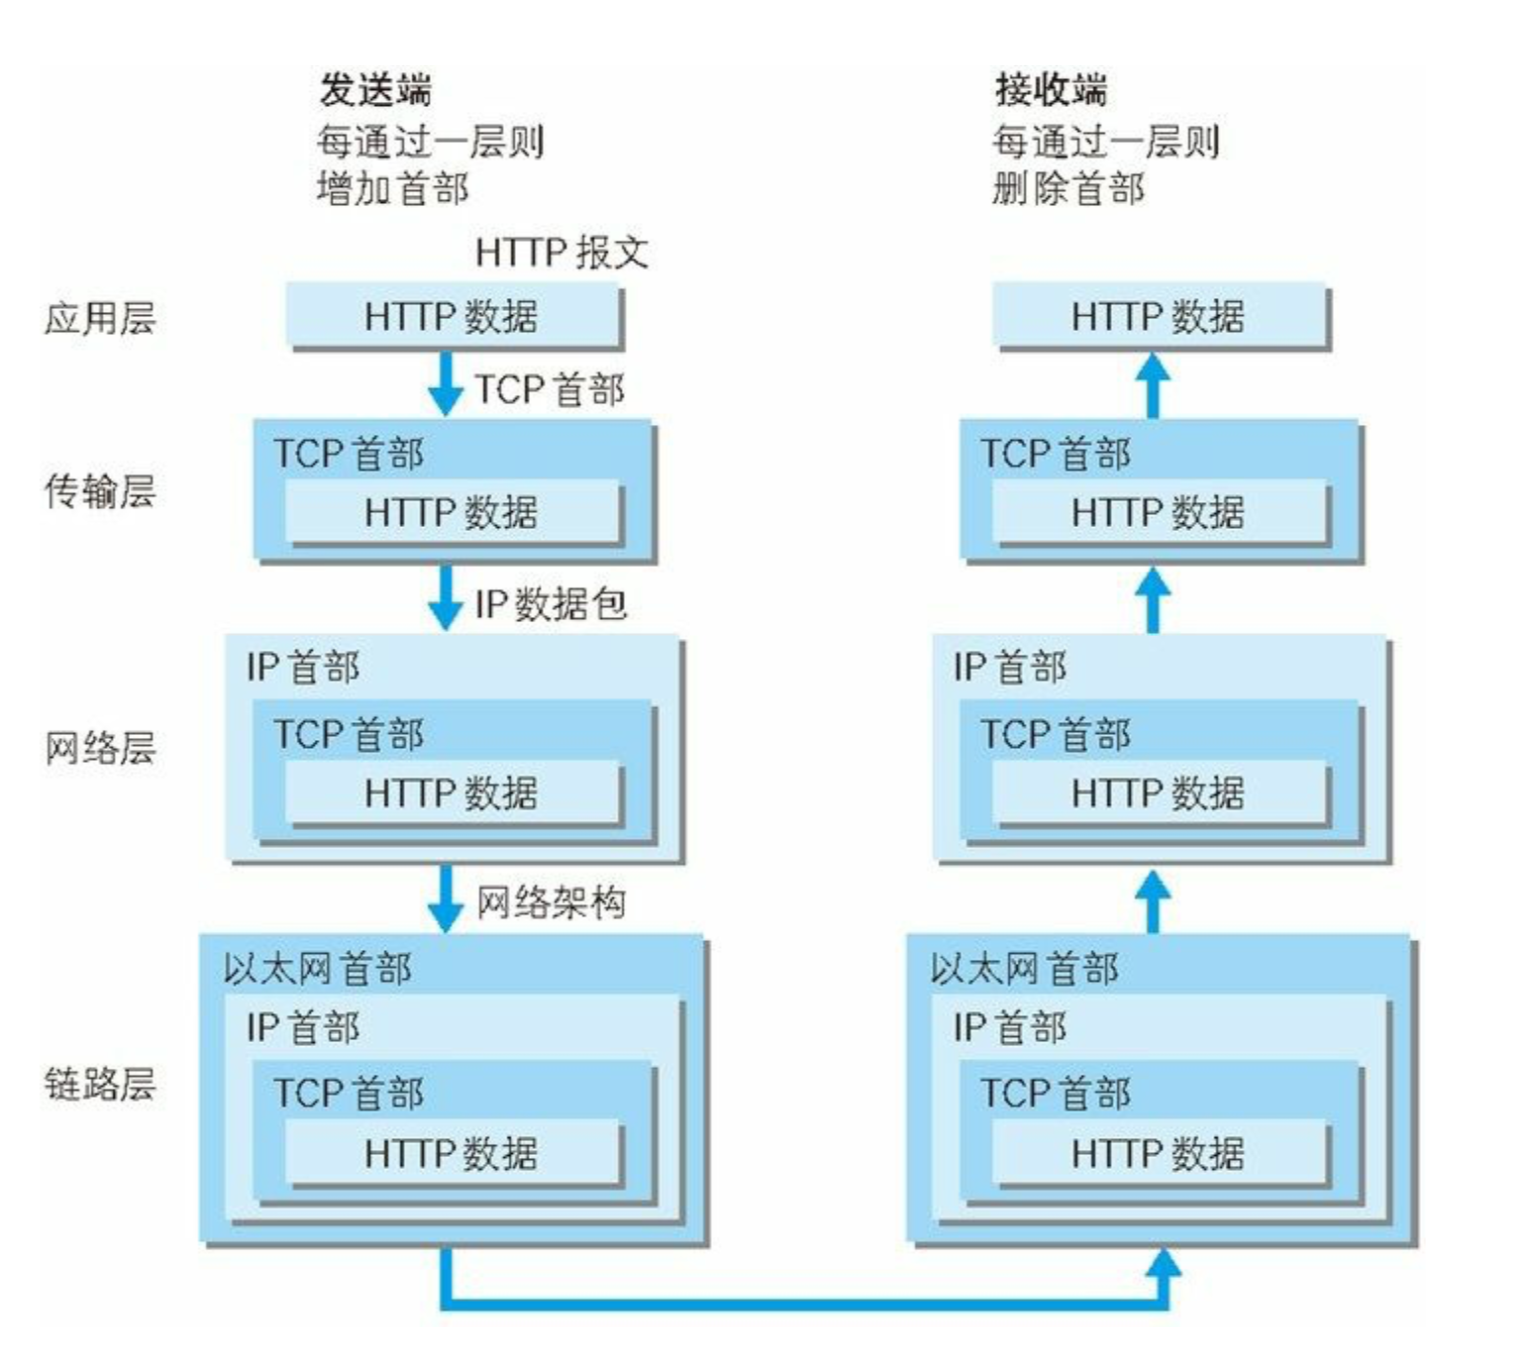 发送端
每通过一层则
增加首部
接收端
每通过一层则
删除首部
HTTP 报文
应用层
HTTP 数据
HTTP 数据
TCP 首部
传输层
TCP 首部
HTTP 数据
TCP 首部
HTTP 数据
IP 数据包
网络层
IP 首部
TCP 首部
HTTP 数据
IP 首部
TCP 首部
HTTP 数据
网络架构
链路层
以太网首部
IP 首部
TCP 首部
HTTP 数据
以太网首部
IP 首部
TCP 首部
HTTP 数据